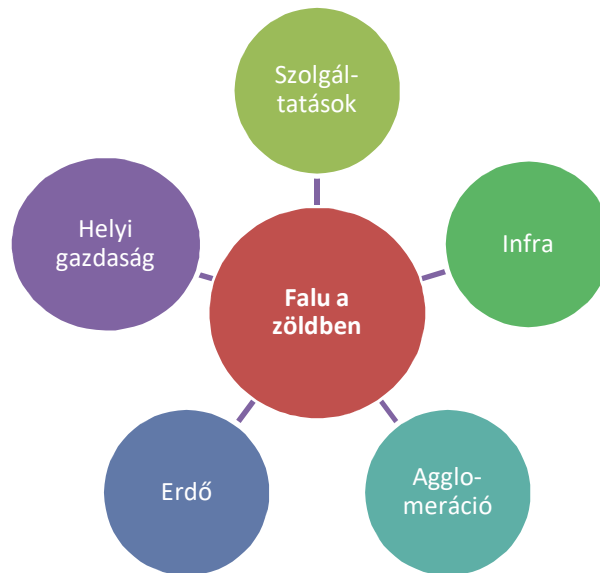 Szolgál-
tatások
Helyi
gazdaság
Infra
Falu a
zöldben
Erdő
Agglo-
meráció